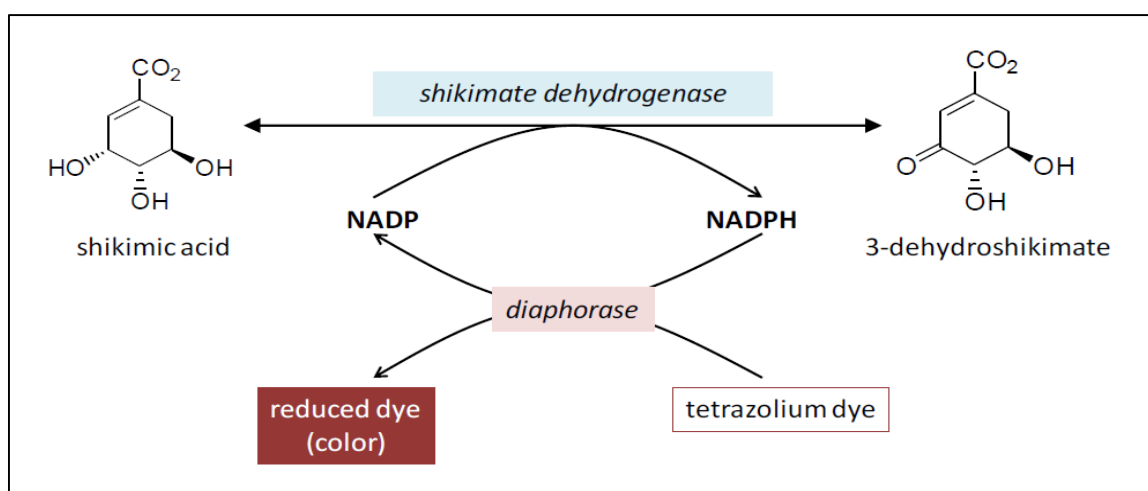 CO₂
HO
OH
OH
shikimic acid
shikimate dehydrogenase
CO₂
O
OH
OH
3-dehydroshikimate
NADP
NADPH
diaphorase
reduced dye
(color)
tetrazolium dye